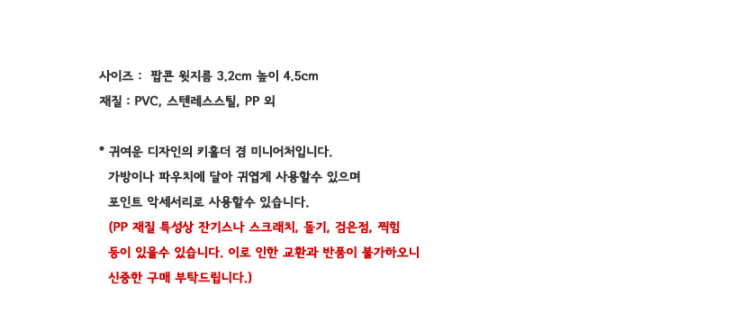 사이즈 :  팝콘 윗지름 3.2cm 높이 4.5cm
재질 : PVC, 스텐레스스틸, PP 외
* 귀여운 디자인의 키홀더 겸 미니어처입니다.
가방이나 파우치에 달아 귀엽게 사용할수 있으며
포인트 악세서리로 사용할수 있습니다.
(PP 재질 특성상 잔기스나 스크래치, 돌기, 검은점, 찍힘
등이 있을수 있습니다. 이로 인한 교환과 반품이 불가하오니
신중한 구매 부탁드립니다.)